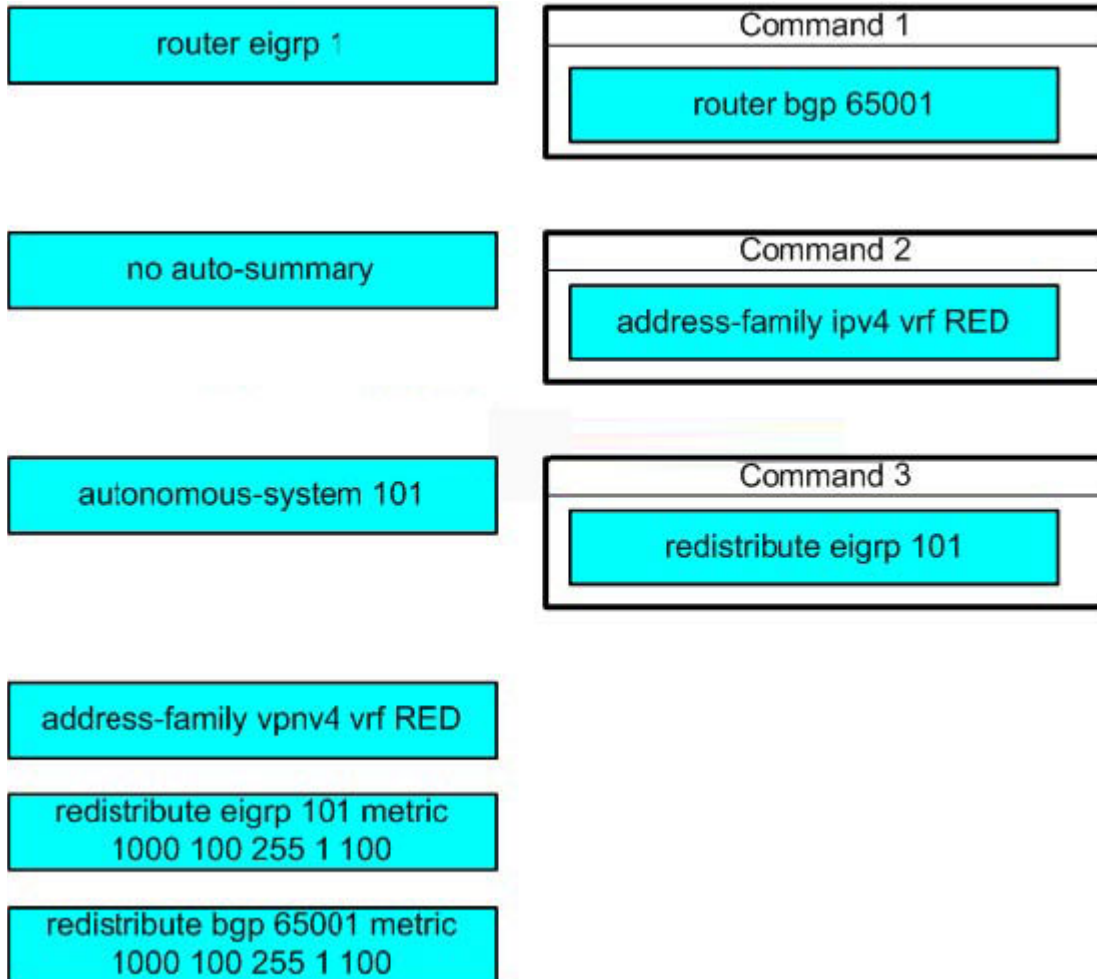 router eigrp 1
no auto-summary
autonomous-system 101
address-family vpnv4 vrf RED
redistribute eigrp 101 metric
1000 100 255 1 100
redistribute bgp 65001 metric
1000 100 255 1 100
Command 1
router bgp 65001
Command 2
address-family ipv4 vrf RED
Command 3
redistribute eigrp 101